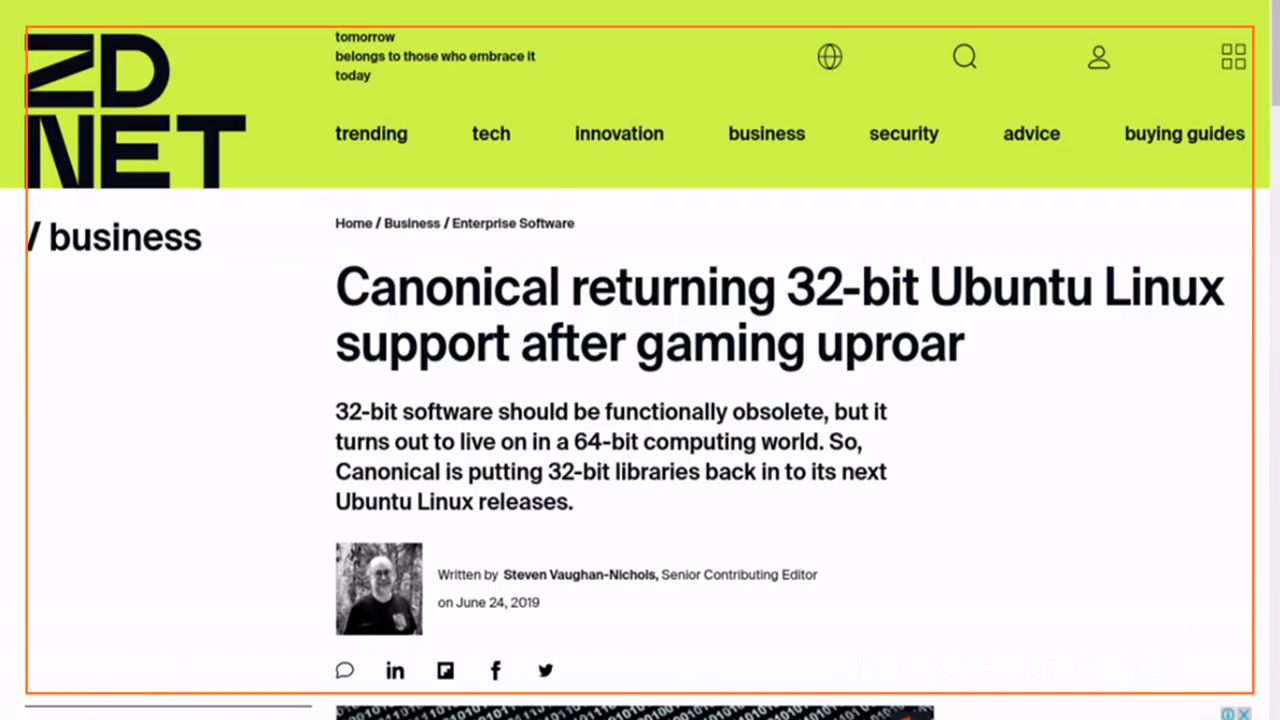 ZD
NET
tomorrow
belongs to those who embrace it
today
trending tech innovation business security advice buying guides
/ business
Home / Business / Enterprise Software
Canonical returning 32-bit Ubuntu Linux
support after gaming uproar
32-bit software should be functionally obsolete, but it
turns out to live on in a 64-bit computing world. So,
Canonical is putting 32-bit libraries back in to its next
Ubuntu Linux releases.
Written by Steven Vaughan-Nichols, Senior Contributing Editor
on June 24, 2019